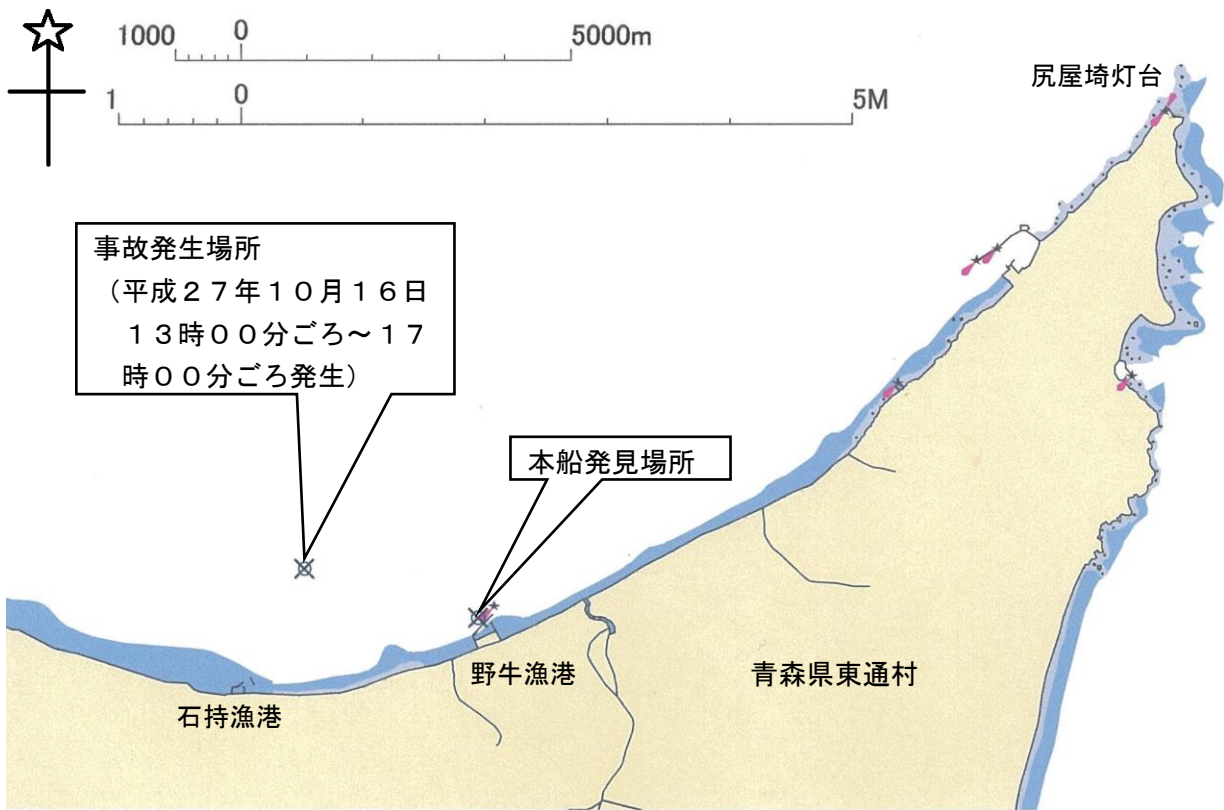 1000 0 5000m
1 0 5M
尻屋埼灯台
事故発生場所
（平成２７年１０月１６日
１３時００分ごろ～１７
時００分ごろ発生）
本船発見場所
野牛漁港
青森県東通村
石持漁港